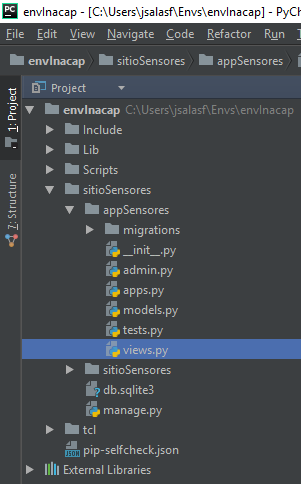 PC envInacap - [C:\Users\jsalasf\Envs\envInacap] - PyCh
File Edit View Navigate Code Refactor Run T
envInacap sitioSensores appSensores
1: Project
7: Structure
Project
envInacap C:\Users\jsalasf\Envs\envInacap
Include
Lib
Scripts
sitioSensores
appSensores
migrations
__init__.py
admin.py
apps.py
models.py
tests.py
views.py
sitioSensores
db.sqlite3
manage.py
tcl
pip-selfcheck.json
External Libraries